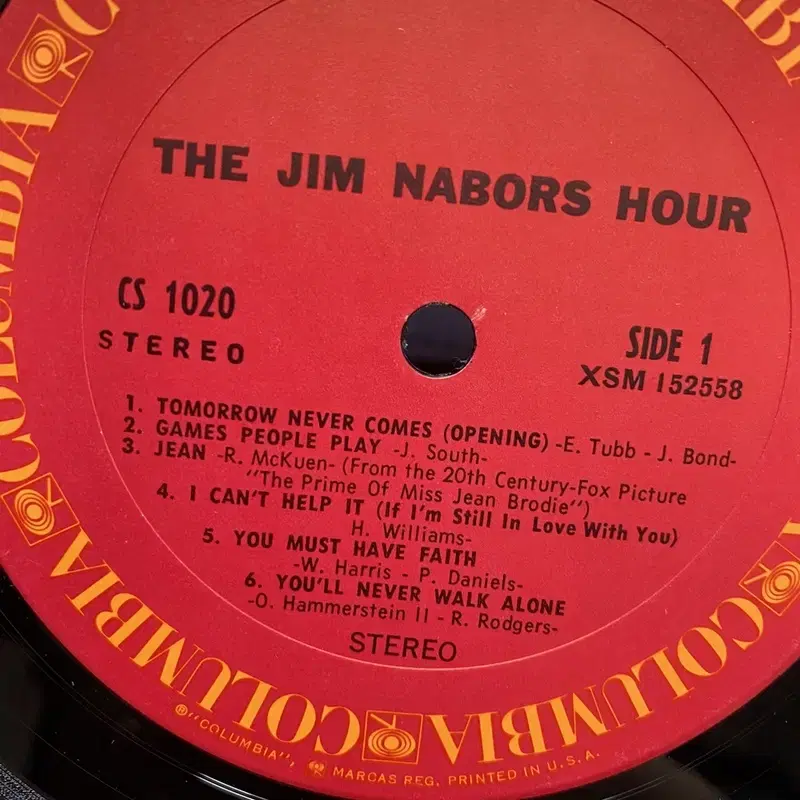 THE JIM NABORS HOUR
CS 1020
STEREO
SIDE 1
XSM 152558
1. TOMORROW NEVER COMES (OPENING) -E. Tubb - J. Bond-
2. GAMES PEOPLE PLAY -J. South-
3. JEAN -R. McKuen- (From the 20th Century-Fox Picture
"The Prime Of Miss Jean Brodie")
4. I CAN'T HELP IT (If I'm Still In Love With You)
H. Williams-
5. YOU MUST HAVE FAITH
-W. Harris - P. Daniels-
6. YOU'LL NEVER WALK ALONE
-O. Hammerstein II - R. Rodgers-
STEREO
COLUMBIA COLUMBIA COLUMBIA COLUMBIA COLUMBIA COLUMBIA
®"COLUMBIA", MARCAS REG. PRINTED IN U.S.A.